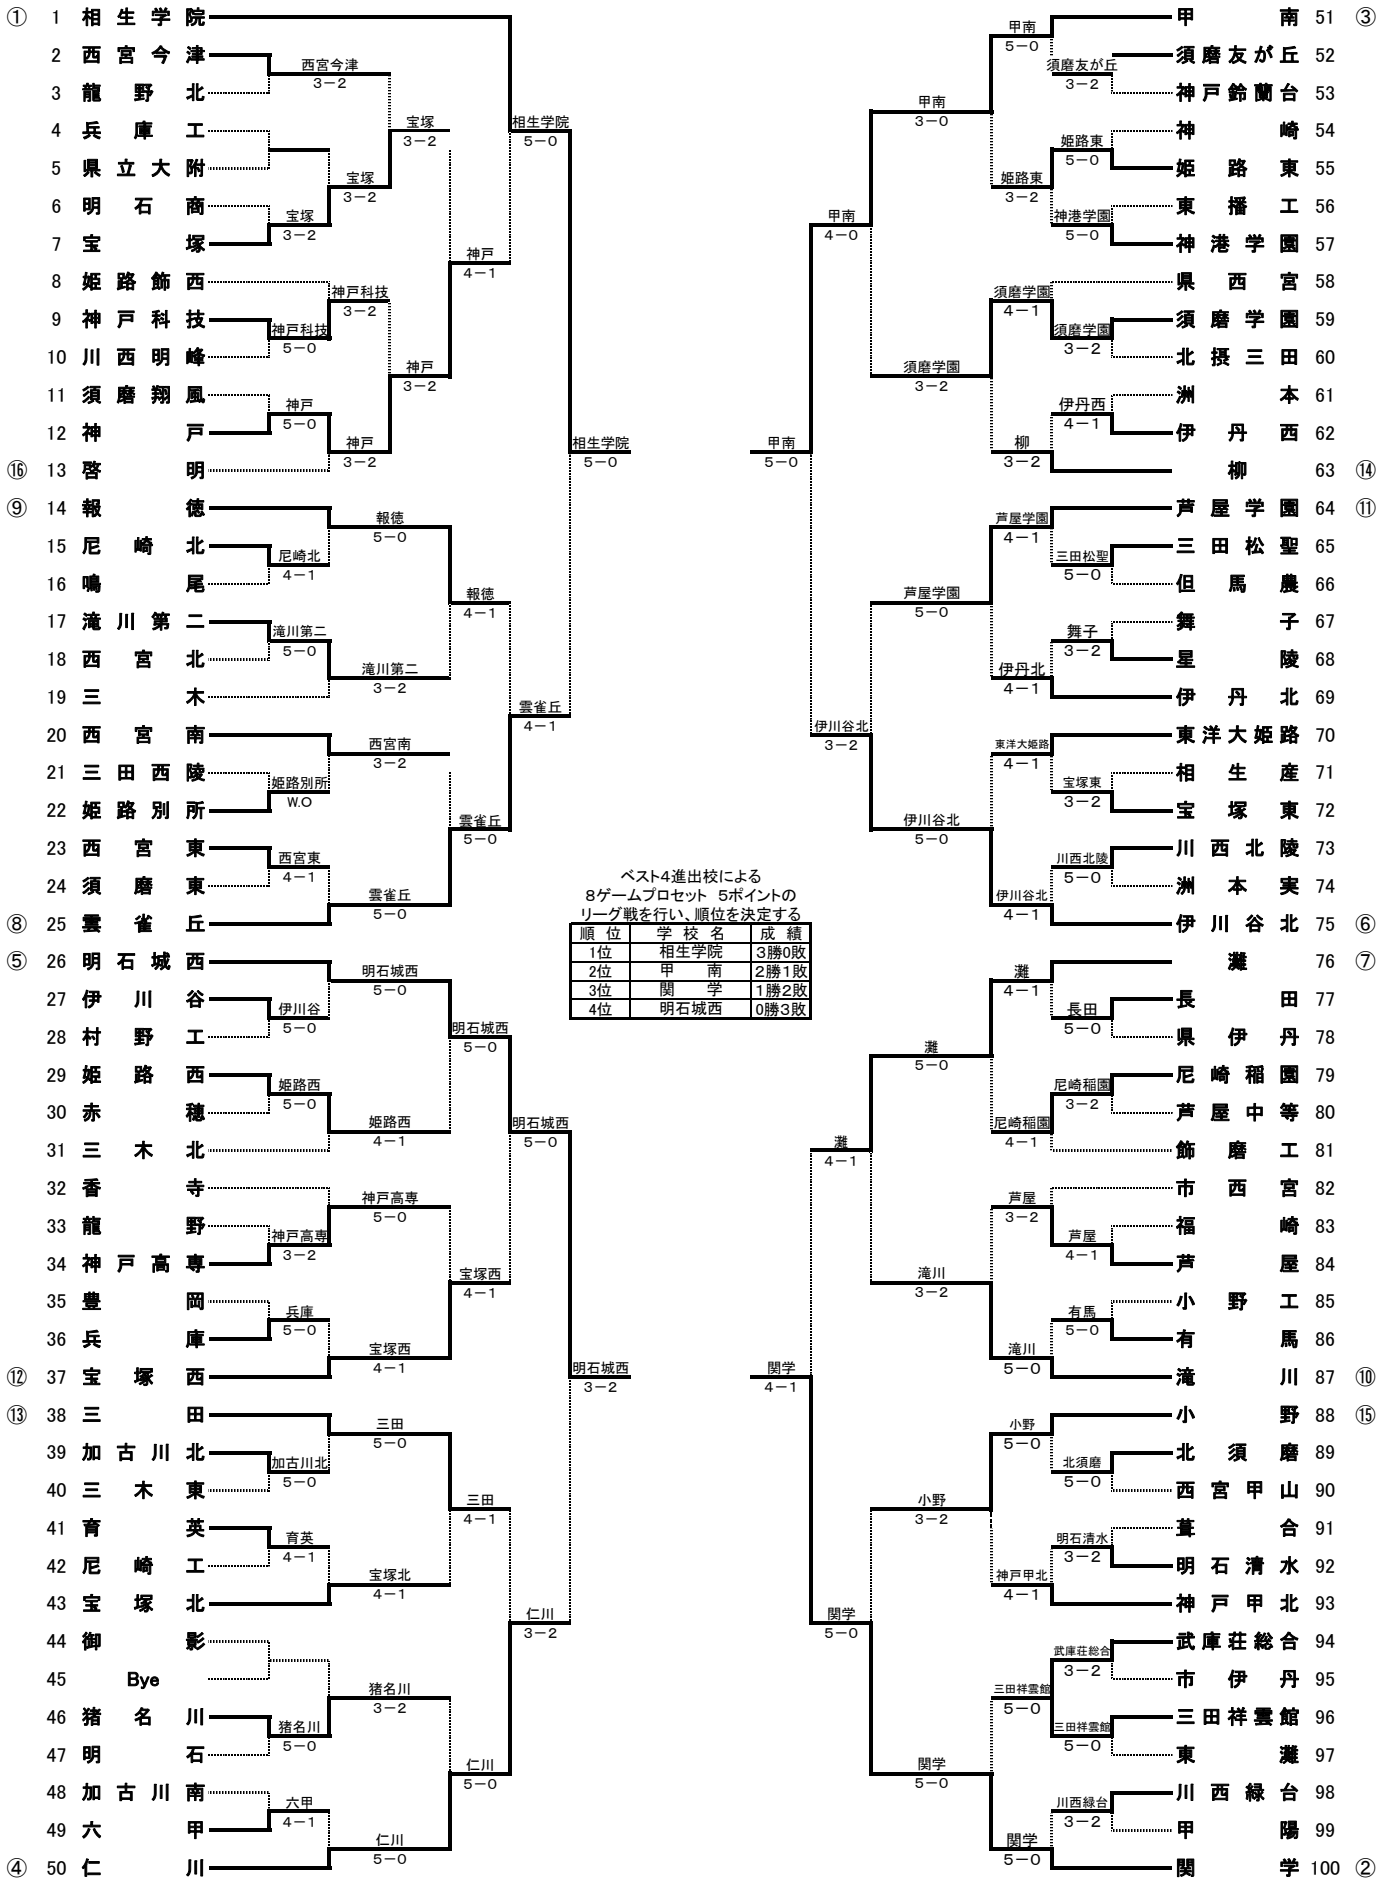 ① 1 相生学院
2 西宮今津
3 龍野北
4 兵庫工
5 県立大附
6 明石商
7 宝塚
8 姫路飾西
9 神戸科技
10 川西明峰
11 須磨翔風
12 神戸
⑯ 13 啓明
⑨ 14 報徳
15 尼崎北
16 鳴尾
17 滝川第二
18 西宮北
19 三木
20 西宮南
21 三田西陵
22 姫路別所
23 西宮東
24 須磨東
⑧ 25 雲雀丘
⑤ 26 明石城西
27 伊川谷
28 村野工
29 姫路西
30 赤穂
31 三木北
32 香寺
33 龍野
34 神戸高専
35 豊岡
36 兵庫
⑫ 37 宝塚西
⑬ 38 三田
39 加古川北
40 三木東
41 育英
42 尼崎工
43 宝塚北
44 御影
45 Bye
46 猪名川
47 明石
48 加古川南
49 六甲
④ 50 仁川
西宮今津
3-2
宝塚
3-2
神戸科技
5-0
神戸
5-0
宝塚
3-2
神戸科技
3-2
神戸
3-2
宝塚
3-2
神戸
3-2
神戸
4-1
相生学院
5-0
尼崎北
4-1
滝川第二
5-0
姫路別所
W.O
西宮東
4-1
報徳
5-0
滝川第二
3-2
西宮南
3-2
雲雀丘
5-0
報徳
4-1
雲雀丘
5-0
雲雀丘
4-1
相生学院
5-0
伊川谷
5-0
姫路西
5-0
神戸高専
3-2
兵庫
5-0
明石城西
5-0
姫路西
4-1
神戸高専
5-0
宝塚西
4-1
明石城西
5-0
宝塚西
4-1
明石城西
5-0
加古川北
5-0
育英
4-1
猪名川
5-0
六甲
4-1
三田
5-0
宝塚北
4-1
猪名川
3-2
仁川
5-0
三田
4-1
仁川
5-0
仁川
3-2
明石城西
3-2
ベスト4進出校による
8ゲームプロセット 5ポイントの
リーグ戦を行い、順位を決定する
順位 学校名 成績
1位 相生学院 3勝0敗
2位 甲南 2勝1敗
3位 関学 1勝2敗
4位 明石城西 0勝3敗
甲南
5-0
甲南
4-0
甲南
3-0
甲南
5-0
須磨友が丘
3-2
姫路東
5-0
姫路東
3-2
神港学園
5-0
須磨学園
4-1
須磨学園
3-2
須磨学園
3-2
伊丹西
4-1
柳
3-2
芦屋学園
4-1
三田松聖
5-0
芦屋学園
5-0
舞子
3-2
伊丹北
4-1
伊川谷北
3-2
東洋大姫路
4-1
宝塚東
3-2
伊川谷北
5-0
川西北陵
5-0
伊川谷北
4-1
灘
4-1
長田
5-0
灘
5-0
尼崎稲園
3-2
尼崎稲園
4-1
灘
4-1
芦屋
3-2
芦屋
4-1
滝川
3-2
有馬
5-0
滝川
5-0
関学
4-1
小野
5-0
北須磨
5-0
小野
3-2
明石清水
3-2
神戸甲北
4-1
関学
5-0
武庫荘総合
3-2
三田祥雲館
5-0
三田祥雲館
5-0
関学
5-0
川西緑台
3-2
関学
5-0
甲南 51 ③
須磨友が丘 52
神戸鈴蘭台 53
神崎 54
姫路東 55
東播工 56
神港学園 57
県西宮 58
須磨学園 59
北摂三田 60
洲本 61
伊丹西 62
柳 63 ⑭
芦屋学園 64 ⑪
三田松聖 65
但馬農 66
舞子 67
星陵 68
伊丹北 69
東洋大姫路 70
相生産 71
宝塚東 72
川西北陵 73
洲本実 74
伊川谷北 75 ⑥
灘 76 ⑦
長田 77
県伊丹 78
尼崎稲園 79
芦屋中等 80
飾磨工 81
市西宮 82
福崎 83
芦屋 84
小野工 85
有馬 86
滝川 87 ⑩
小野 88 ⑮
北須磨 89
西宮甲山 90
葺合 91
明石清水 92
神戸甲北 93
武庫荘総合 94
市伊丹 95
三田祥雲館 96
東灘 97
川西緑台 98
甲陽 99
関学 100 ②